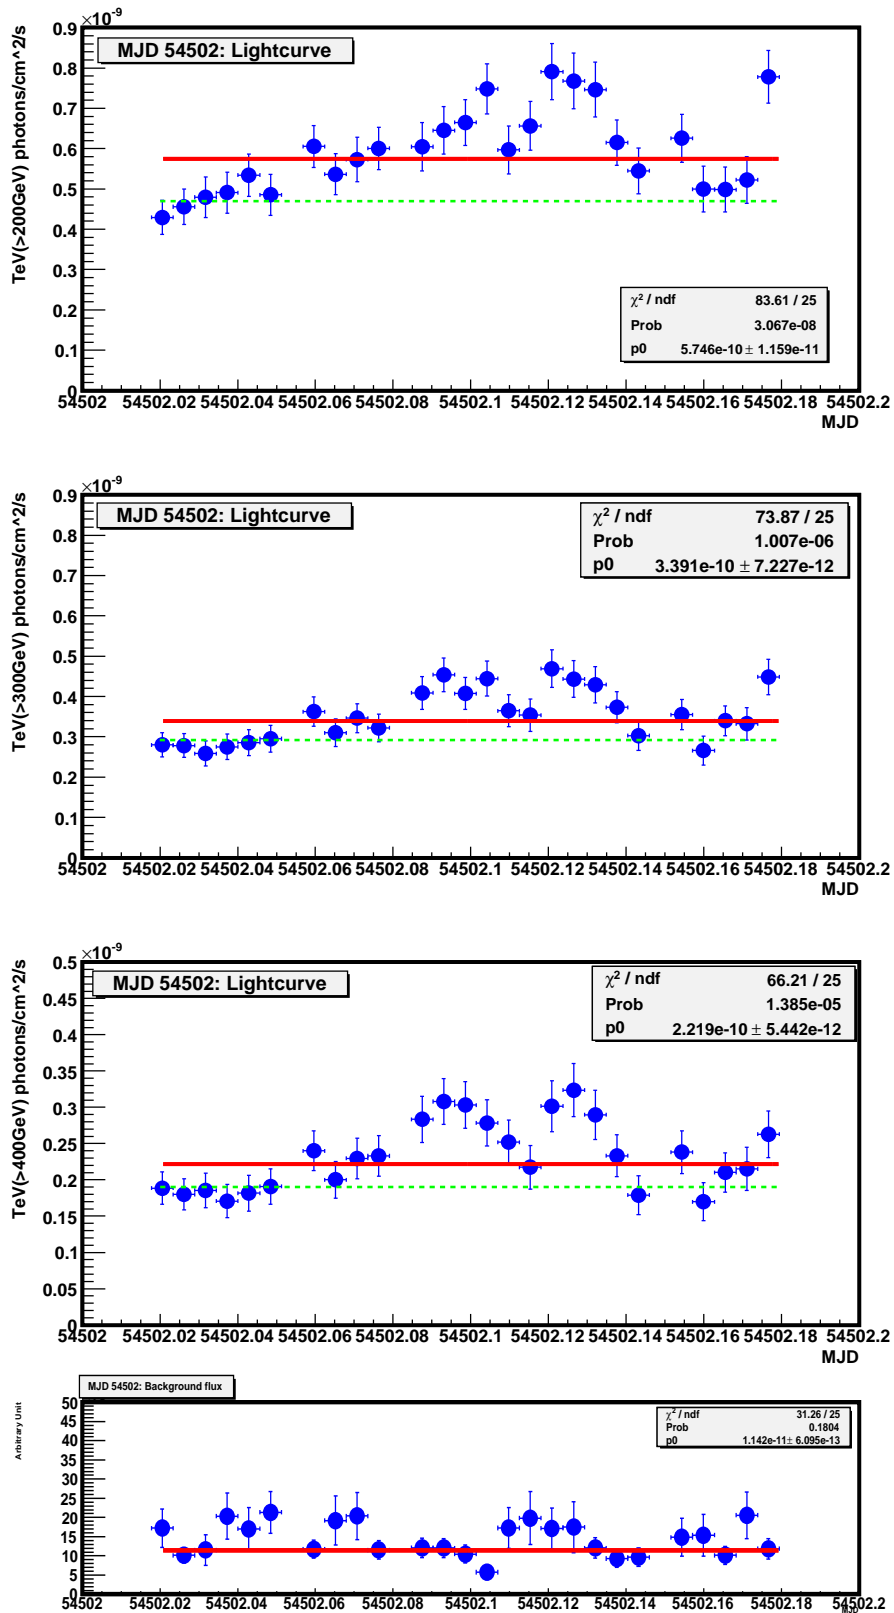 ×10^-9
MJD 54502: Lightcurve
TeV(>200GeV) photons/cm^2/s
0.9
0.8
0.7
0.6
0.5
0.4
0.3
0.2
0.1
0
χ² / ndf 83.61 / 25
Prob 3.067e-08
p0 5.746e-10 ± 1.159e-11
54502 54502.02 54502.04 54502.06 54502.08 54502.1 54502.12 54502.14 54502.16 54502.18 54502.2
MJD
×10^-9
MJD 54502: Lightcurve
TeV(>300GeV) photons/cm^2/s
χ² / ndf 73.87 / 25
Prob 1.007e-06
p0 3.391e-10 ± 7.227e-12
0.9
0.8
0.7
0.6
0.5
0.4
0.3
0.2
0.1
0
54502 54502.02 54502.04 54502.06 54502.08 54502.1 54502.12 54502.14 54502.16 54502.18 54502.2
MJD
×10^-9
MJD 54502: Lightcurve
TeV(>400GeV) photons/cm^2/s
χ² / ndf 66.21 / 25
Prob 1.385e-05
p0 2.219e-10 ± 5.442e-12
0.5
0.45
0.4
0.35
0.3
0.25
0.2
0.15
0.1
0.05
0
54502 54502.02 54502.04 54502.06 54502.08 54502.1 54502.12 54502.14 54502.16 54502.18 54502.2
MJD
MJD 54502: Background flux
Arbitrary Unit
χ² / ndf 31.26 / 25
Prob 0.1804
p0 1.142e-11 ± 6.095e-13
50
45
40
35
30
25
20
15
10
5
0
54502 54502.02 54502.04 54502.06 54502.08 54502.1 54502.12 54502.14 54502.16 54502.18 54502.2
MJD